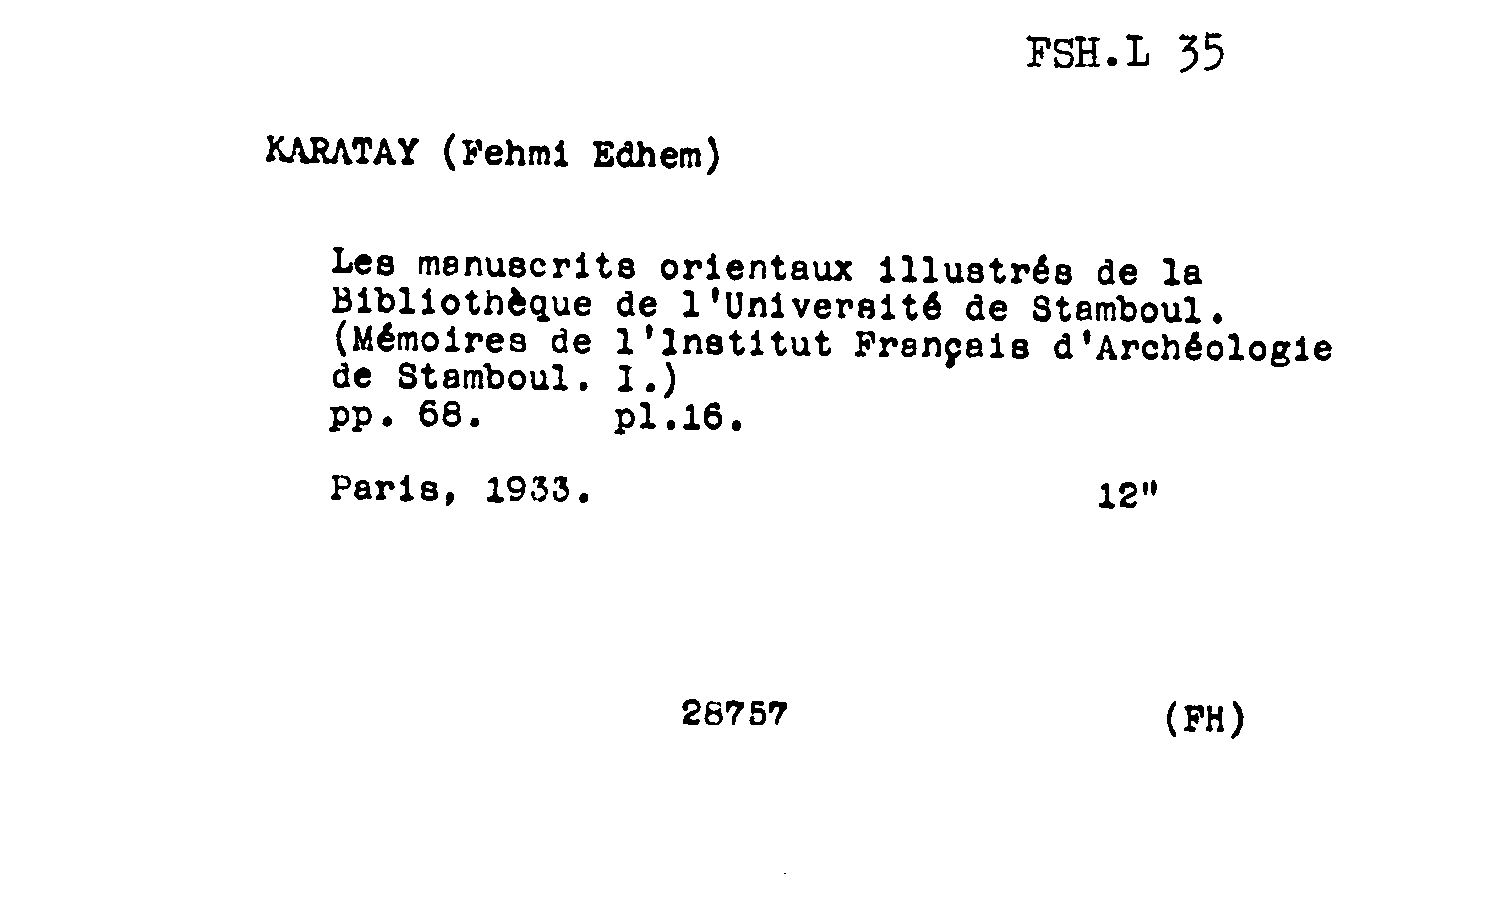 FSH.L 35
KARATAY (Fehmi Edhem)
Les manuscrits orientaux illustrés de la
Bibliothèque de l'Université de Stamboul.
(Mémoires de l'Institut Français d'Archéologie
de Stamboul. I.)
pp. 68. pl.16.
Paris, 1933. 12"
28757 (FH)